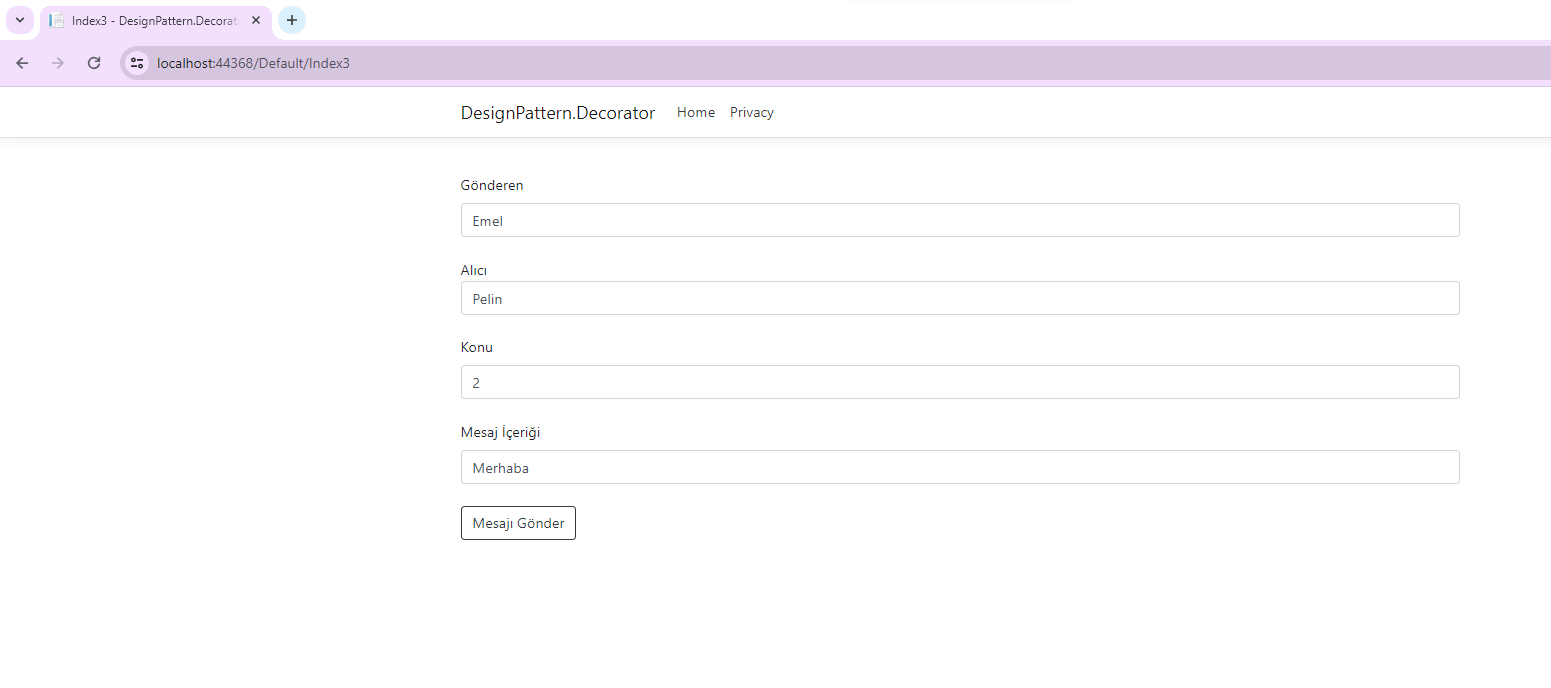 Index3 - DesignPattern.Decorat
localhost:44368/Default/Index3
DesignPattern.Decorator Home Privacy
Gönderen
Emel
Alıcı
Pelin
Konu
2
Mesaj İçeriği
Merhaba
Mesajı Gönder